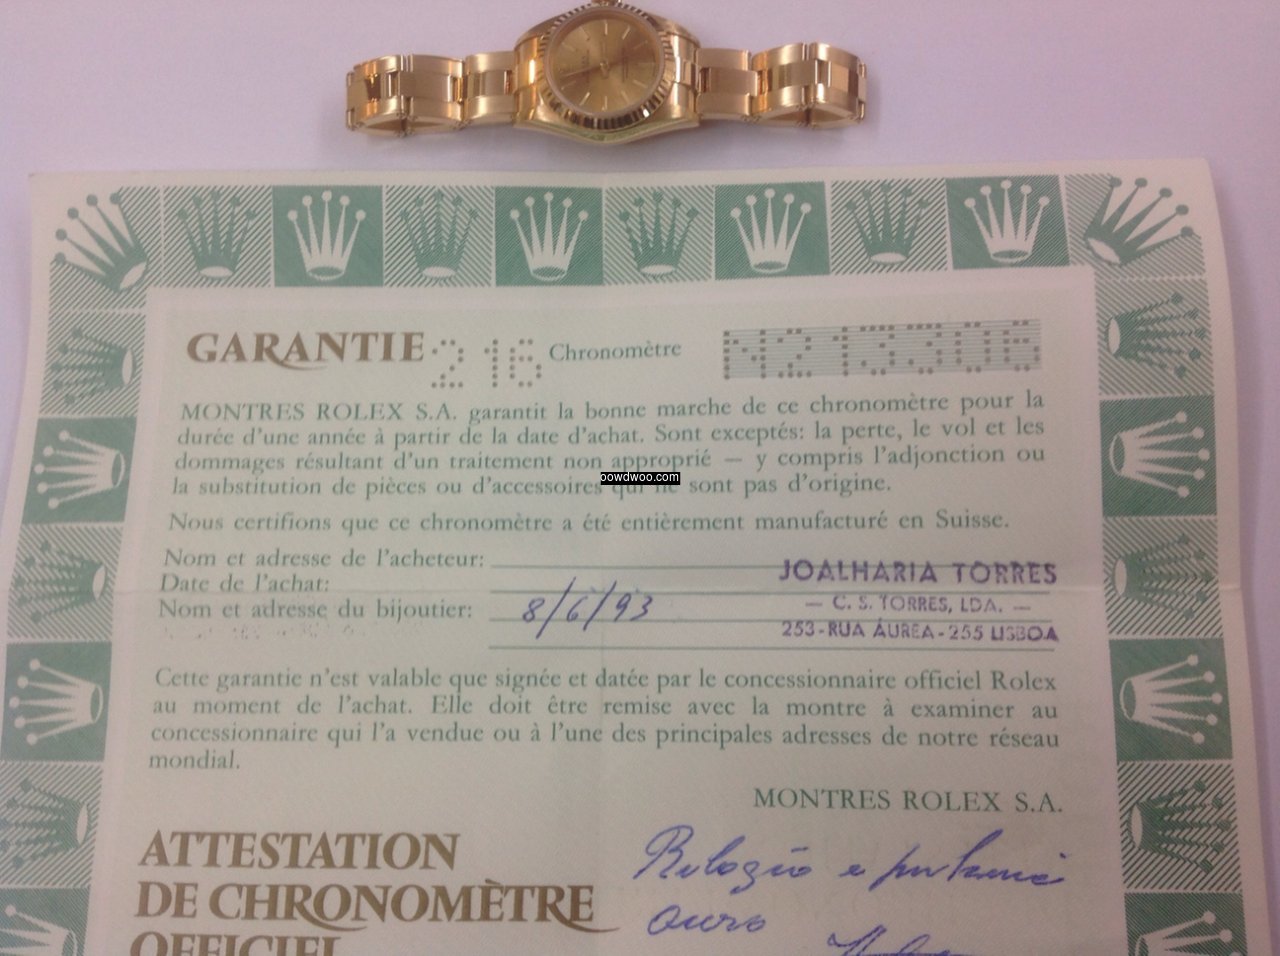 GARANTIE 216 Chronomètre N213306
MONTRES ROLEX S.A. garantit la bonne marche de ce chronomètre pour la
durée d'une année à partir de la date d'achat. Sont exceptés: la perte, le vol et les
dommages résultant d'un traitement non approprié — y compris l'adjonction ou
la substitution de pièces ou d'accessoires qui ne sont pas d'origine.
oowdwoo.com
Nous certifions que ce chronomètre a été entièrement manufacturé en Suisse.
Nom et adresse de l'acheteur:
Date de l'achat:
Nom et adresse du bijoutier:
8/6/93
JOALHARIA TORRES
— C. S. TORRES, LDA. —
253-RUA ÁUREA-255 LISBOA
Cette garantie n'est valable que signée et datée par le concessionnaire officiel Rolex
au moment de l'achat. Elle doit être remise avec la montre à examiner au
concessionnaire qui l'a vendue ou à l'une des principales adresses de notre réseau
mondial.
MONTRES ROLEX S.A.
ATTESTATION
DE CHRONOMÈTRE
OFFICIEL
ouro